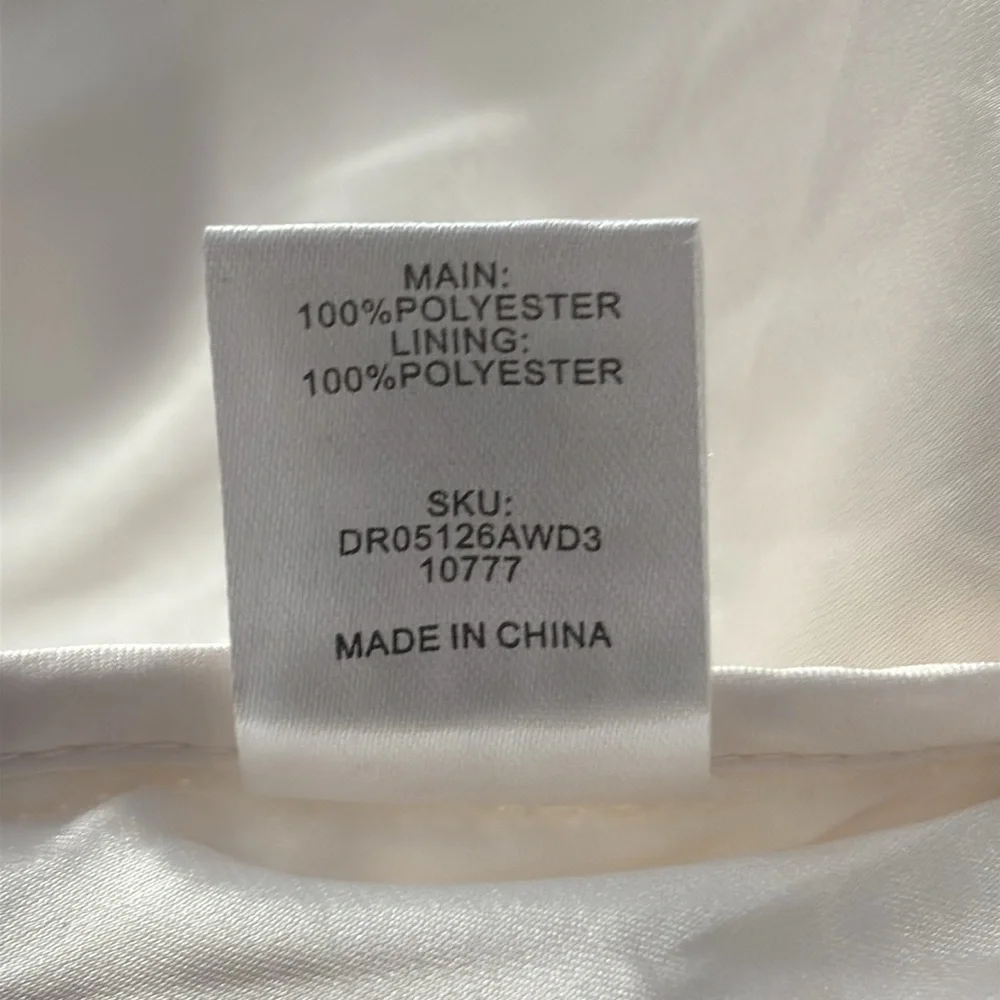 MAIN:
100%POLYESTER
LINING:
100%POLYESTER
SKU:
DR05126AWD3
10777
MADE IN CHINA